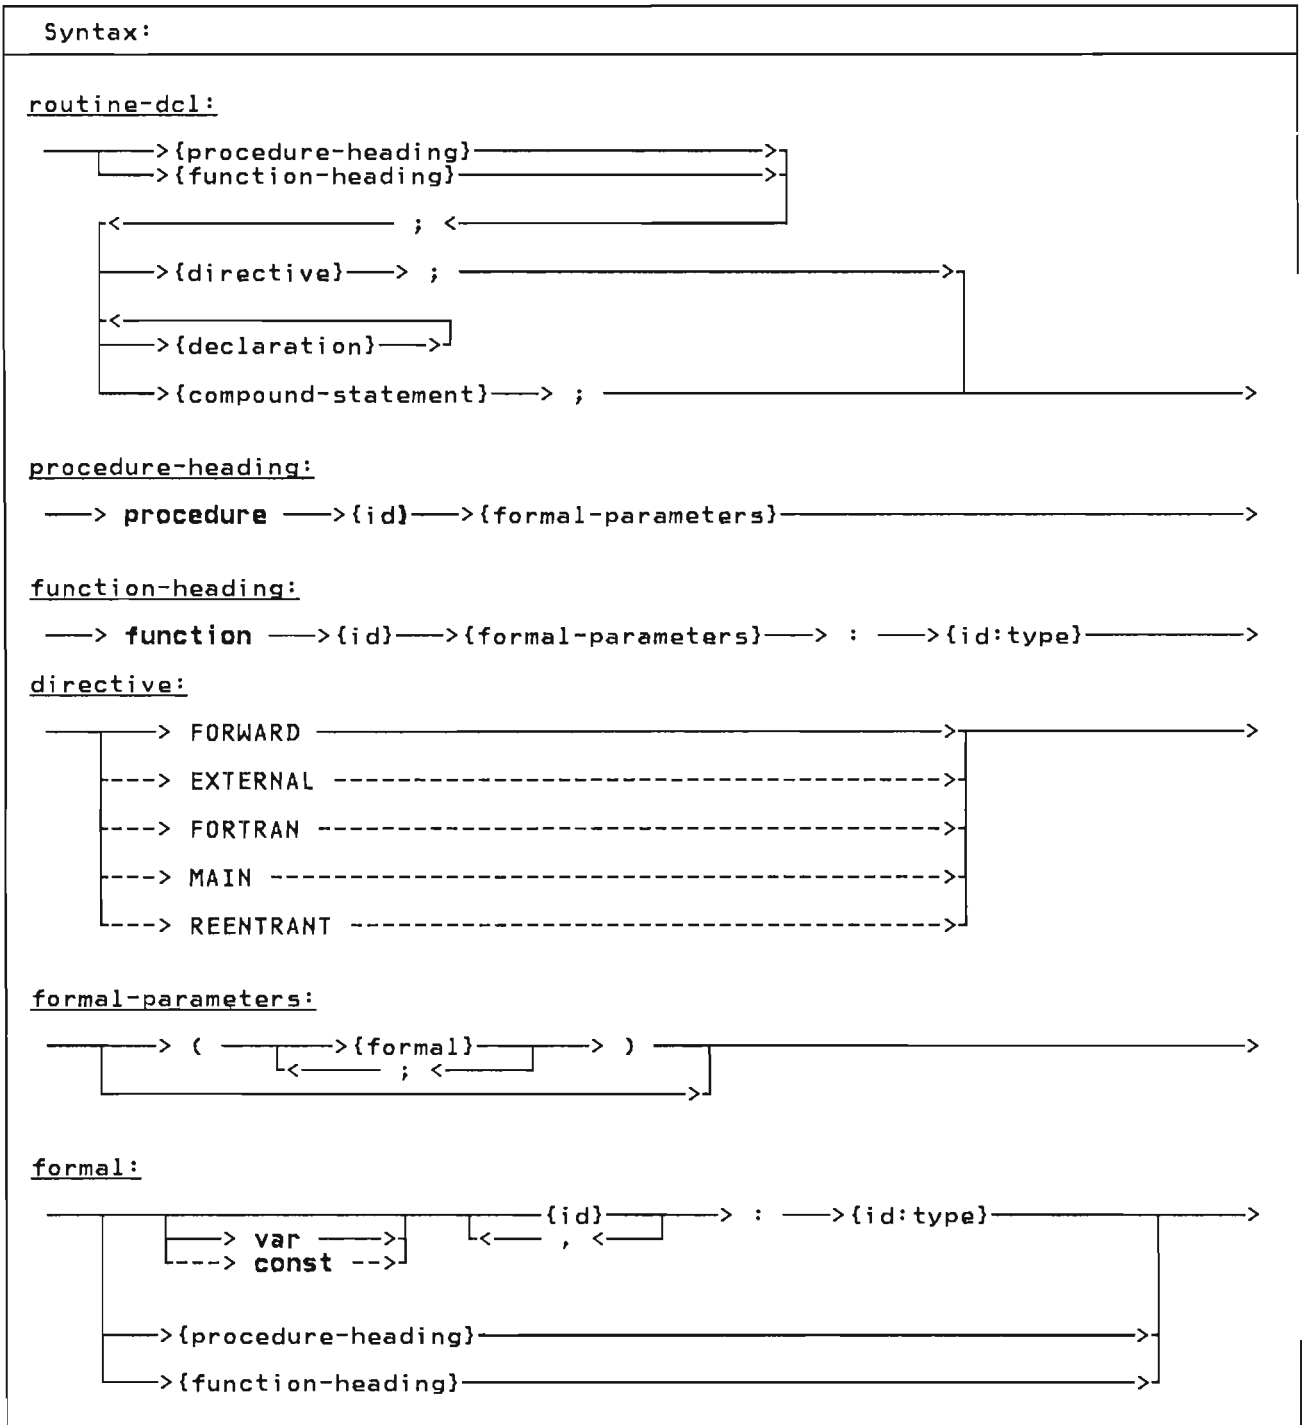 Syntax:
routine-dcl:
{procedure-heading}
{function-heading}
;
{directive} ;
{declaration}
{compound-statement} ;
procedure-heading:
procedure {id} {formal-parameters}
function-heading:
function {id} {formal-parameters} : {id:type}
directive:
FORWARD
EXTERNAL
FORTRAN
MAIN
REENTRANT
formal-parameters:
( {formal} )
;
formal:
{id} : {id:type}
var ,
const
{procedure-heading}
{function-heading}